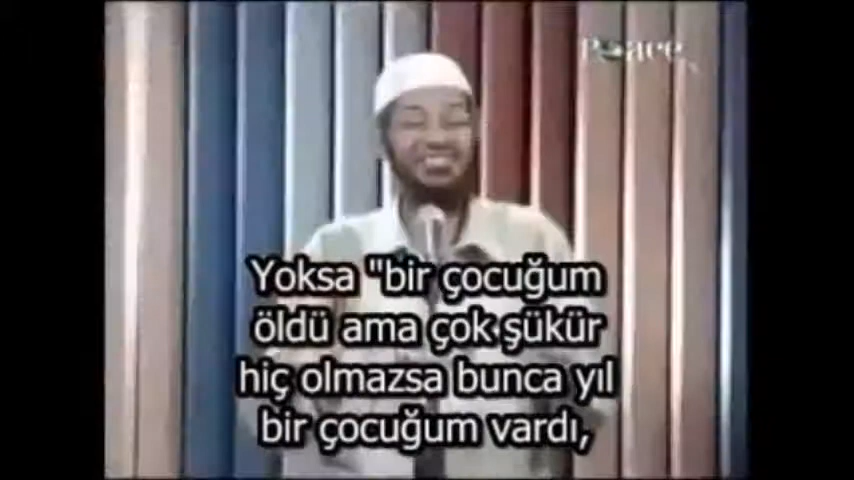 Peace
Yoksa "bir çocuğum
öldü ama çok şükür
hiç olmazsa bunca yıl
bir çocuğum vardı,